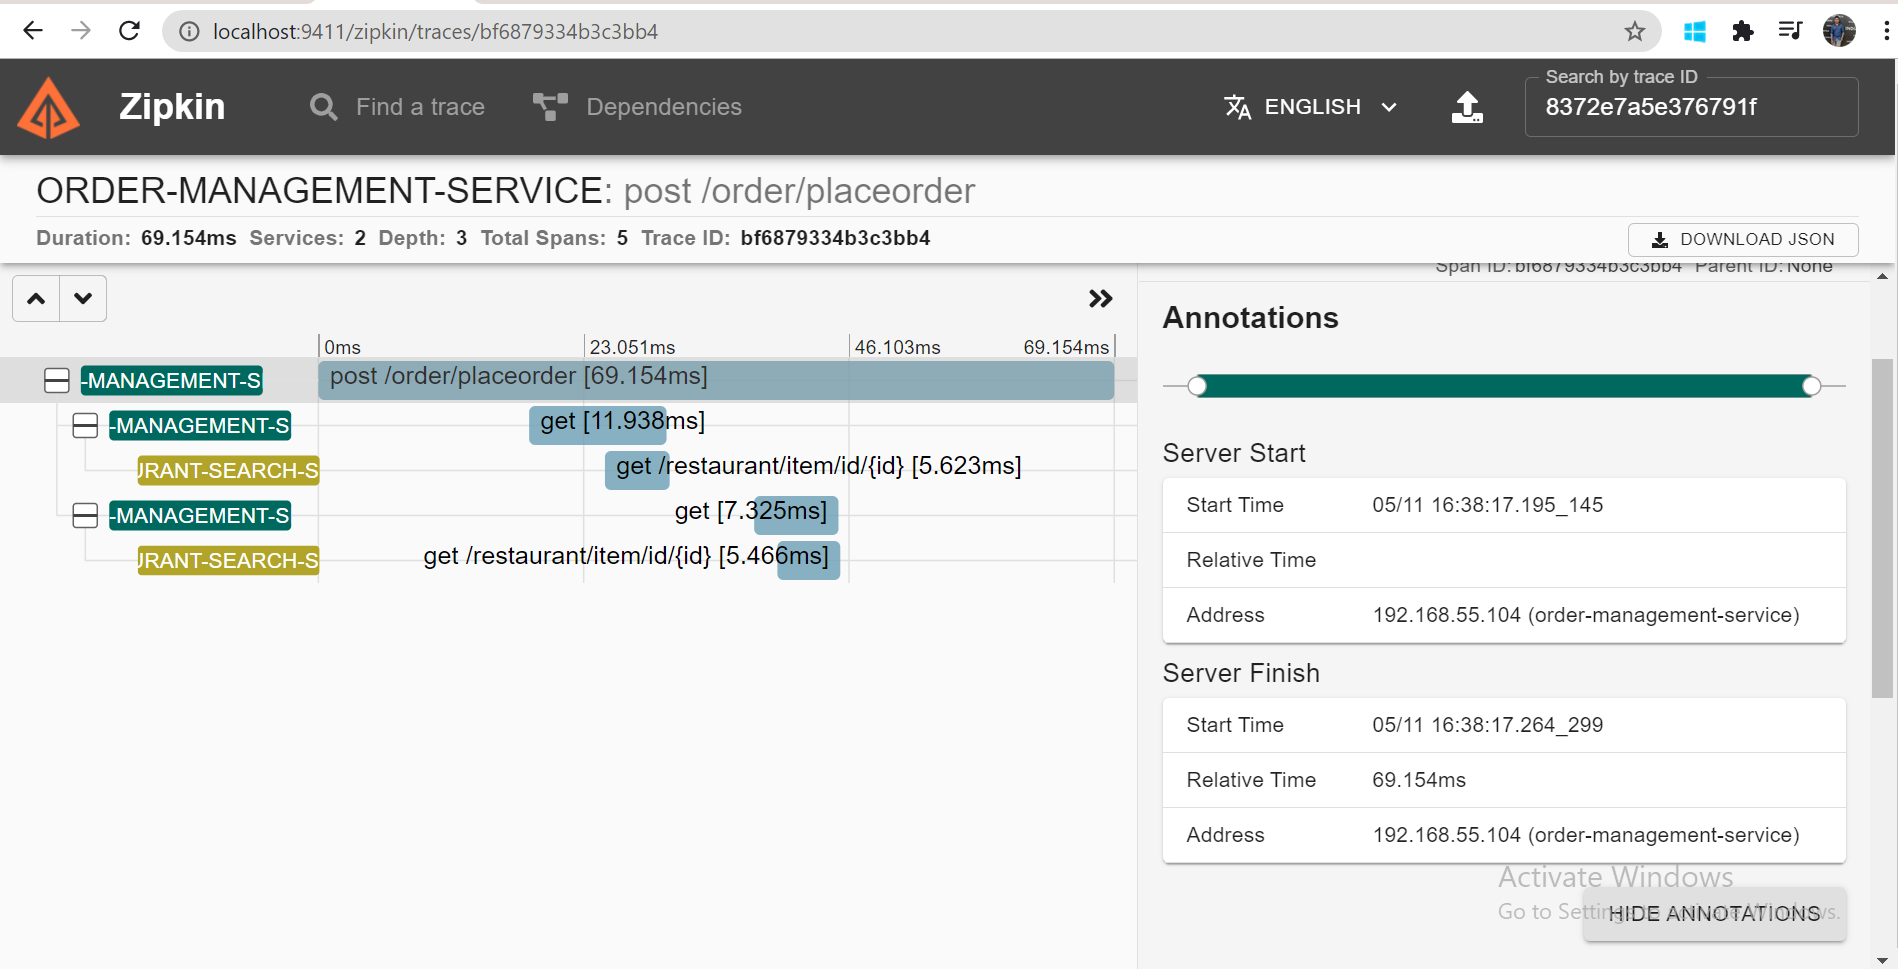 localhost:9411/zipkin/traces/bf6879334b3c3bb4
Zipkin
Find a trace
Dependencies
ENGLISH
Search by trace ID
8372e7a5e376791f
ORDER-MANAGEMENT-SERVICE: post /order/placeorder
Duration: 69.154ms Services: 2 Depth: 3 Total Spans: 5 Trace ID: bf6879334b3c3bb4
DOWNLOAD JSON
Span ID: bf6879334b3c3bb4 Parent ID: None
0ms 23.051ms 46.103ms 69.154ms
-MANAGEMENT-S post /order/placeorder [69.154ms]
-MANAGEMENT-S get [11.938ms]
URANT-SEARCH-S get /restaurant/item/id/{id} [5.623ms]
-MANAGEMENT-S get [7.325ms]
URANT-SEARCH-S get /restaurant/item/id/{id} [5.466ms]
Annotations
Server Start
Start Time 05/11 16:38:17.195_145
Relative Time
Address 192.168.55.104 (order-management-service)
Server Finish
Start Time 05/11 16:38:17.264_299
Relative Time 69.154ms
Address 192.168.55.104 (order-management-service)
Activate Windows
Go to Settings to activate Windows.
HIDE ANNOTATIONS